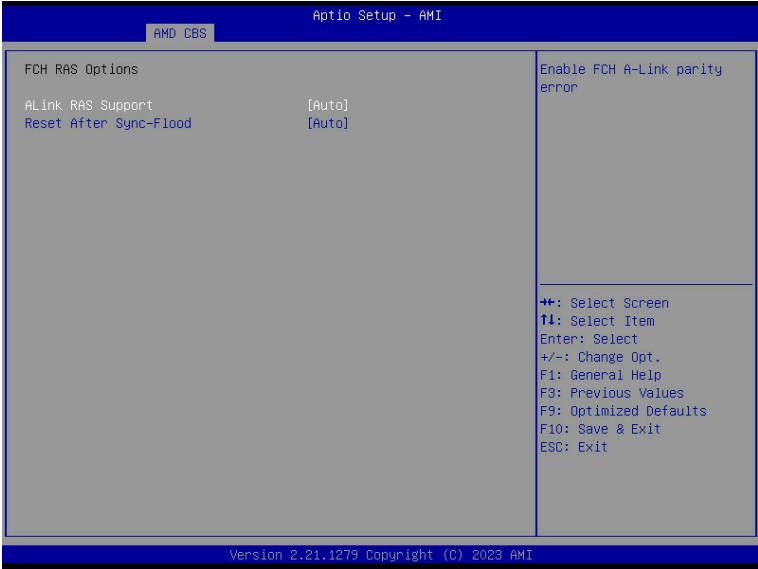 Aptio Setup – AMI
AMD CBS
FCH RAS Options
ALink RAS Support [Auto]
Reset After Sync-Flood [Auto]
Enable FCH A-Link parity
error
→←: Select Screen
↑↓: Select Item
Enter: Select
+/-: Change Opt.
F1: General Help
F3: Previous Values
F9: Optimized Defaults
F10: Save & Exit
ESC: Exit
Version 2.21.1279 Copyright (C) 2023 AMI